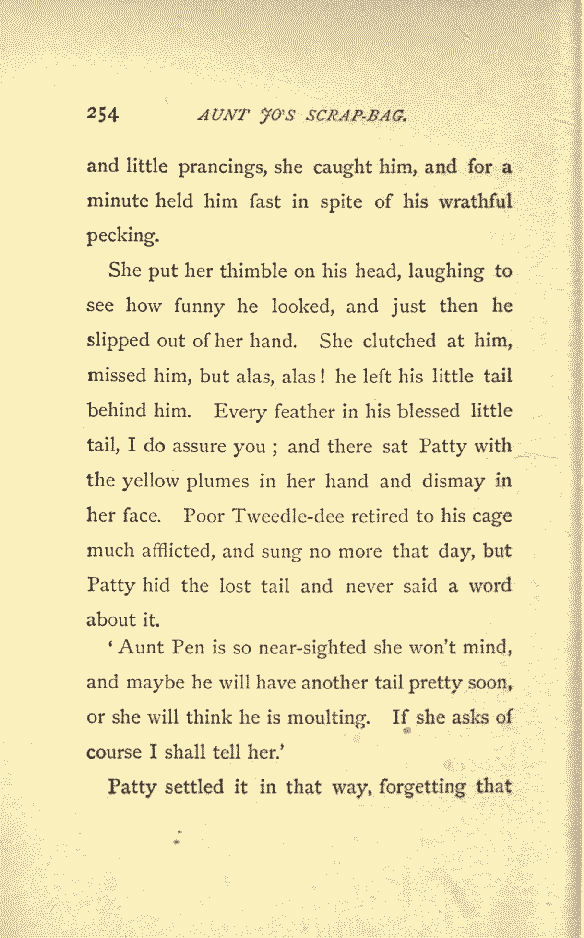 254 AUNT JO'S SCRAP-BAG.
and little prancings, she caught him, and for a
minute held him fast in spite of his wrathful
pecking.
She put her thimble on his head, laughing to
see how funny he looked, and just then he
slipped out of her hand. She clutched at him,
missed him, but alas, alas! he left his little tail
behind him. Every feather in his blessed little
tail, I do assure you; and there sat Patty with
the yellow plumes in her hand and dismay in
her face. Poor Tweedle-dee retired to his cage
much afflicted, and sung no more that day, but
Patty hid the lost tail and never said a word
about it.
'Aunt Pen is so near-sighted she won't mind,
and maybe he will have another tail pretty soon,
or she will think he is moulting. If she asks of
course I shall tell her.'
Patty settled it in that way, forgetting that